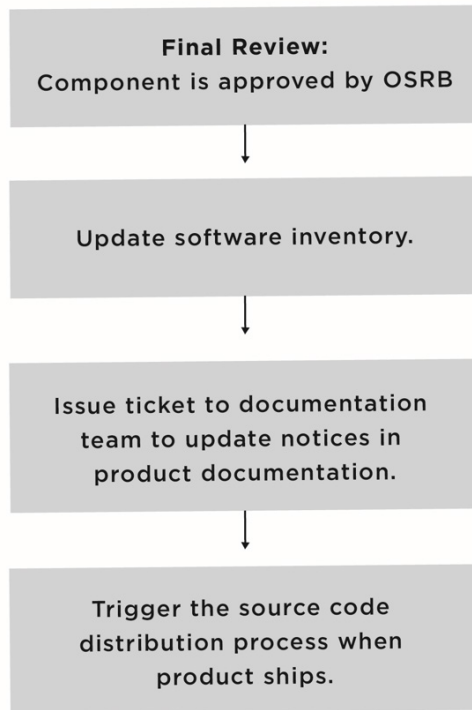 Final Review:
Component is approved by OSRB
Update software inventory.
Issue ticket to documentation
team to update notices in
product documentation.
Trigger the source code
distribution process when
product ships.